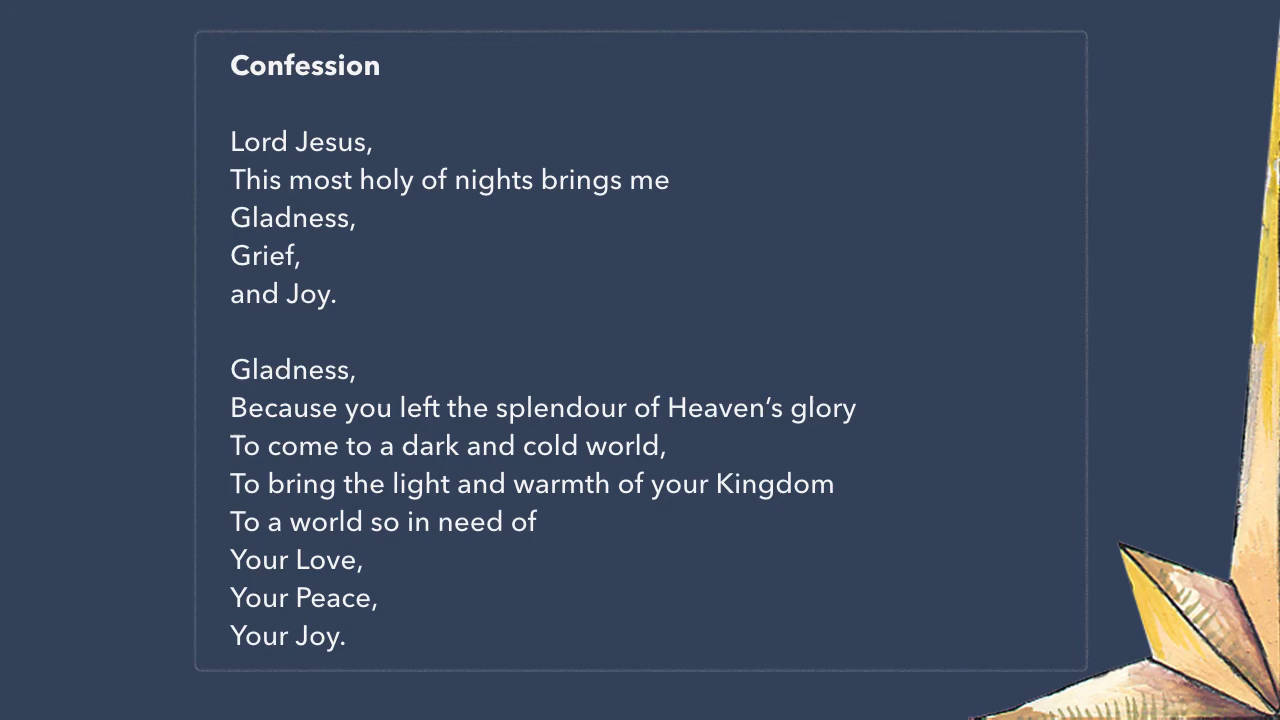 Confession
Lord Jesus,
This most holy of nights brings me
Gladness,
Grief,
and Joy.
Gladness,
Because you left the splendour of Heaven’s glory
To come to a dark and cold world,
To bring the light and warmth of your Kingdom
To a world so in need of
Your Love,
Your Peace,
Your Joy.